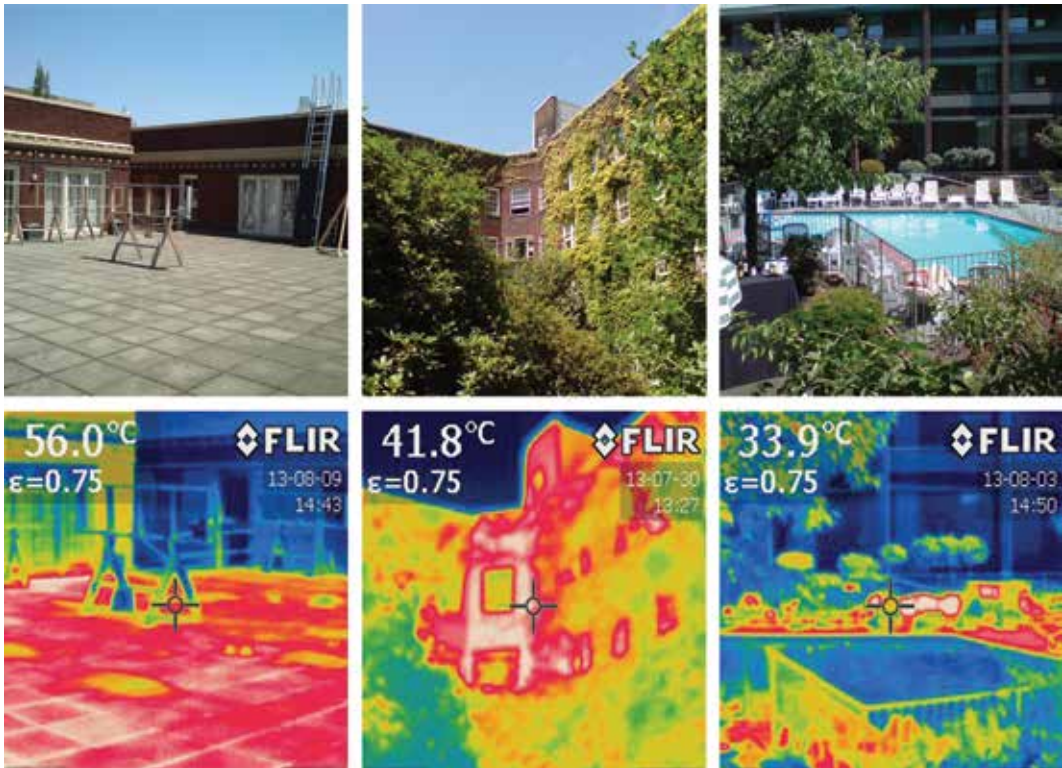 56.0°C
FLIR
ε=0.75
13-08-09
14:43
41.8°C
FLIR
ε=0.75
13-07-30
13:27
33.9°C
FLIR
ε=0.75
13-08-03
14:50